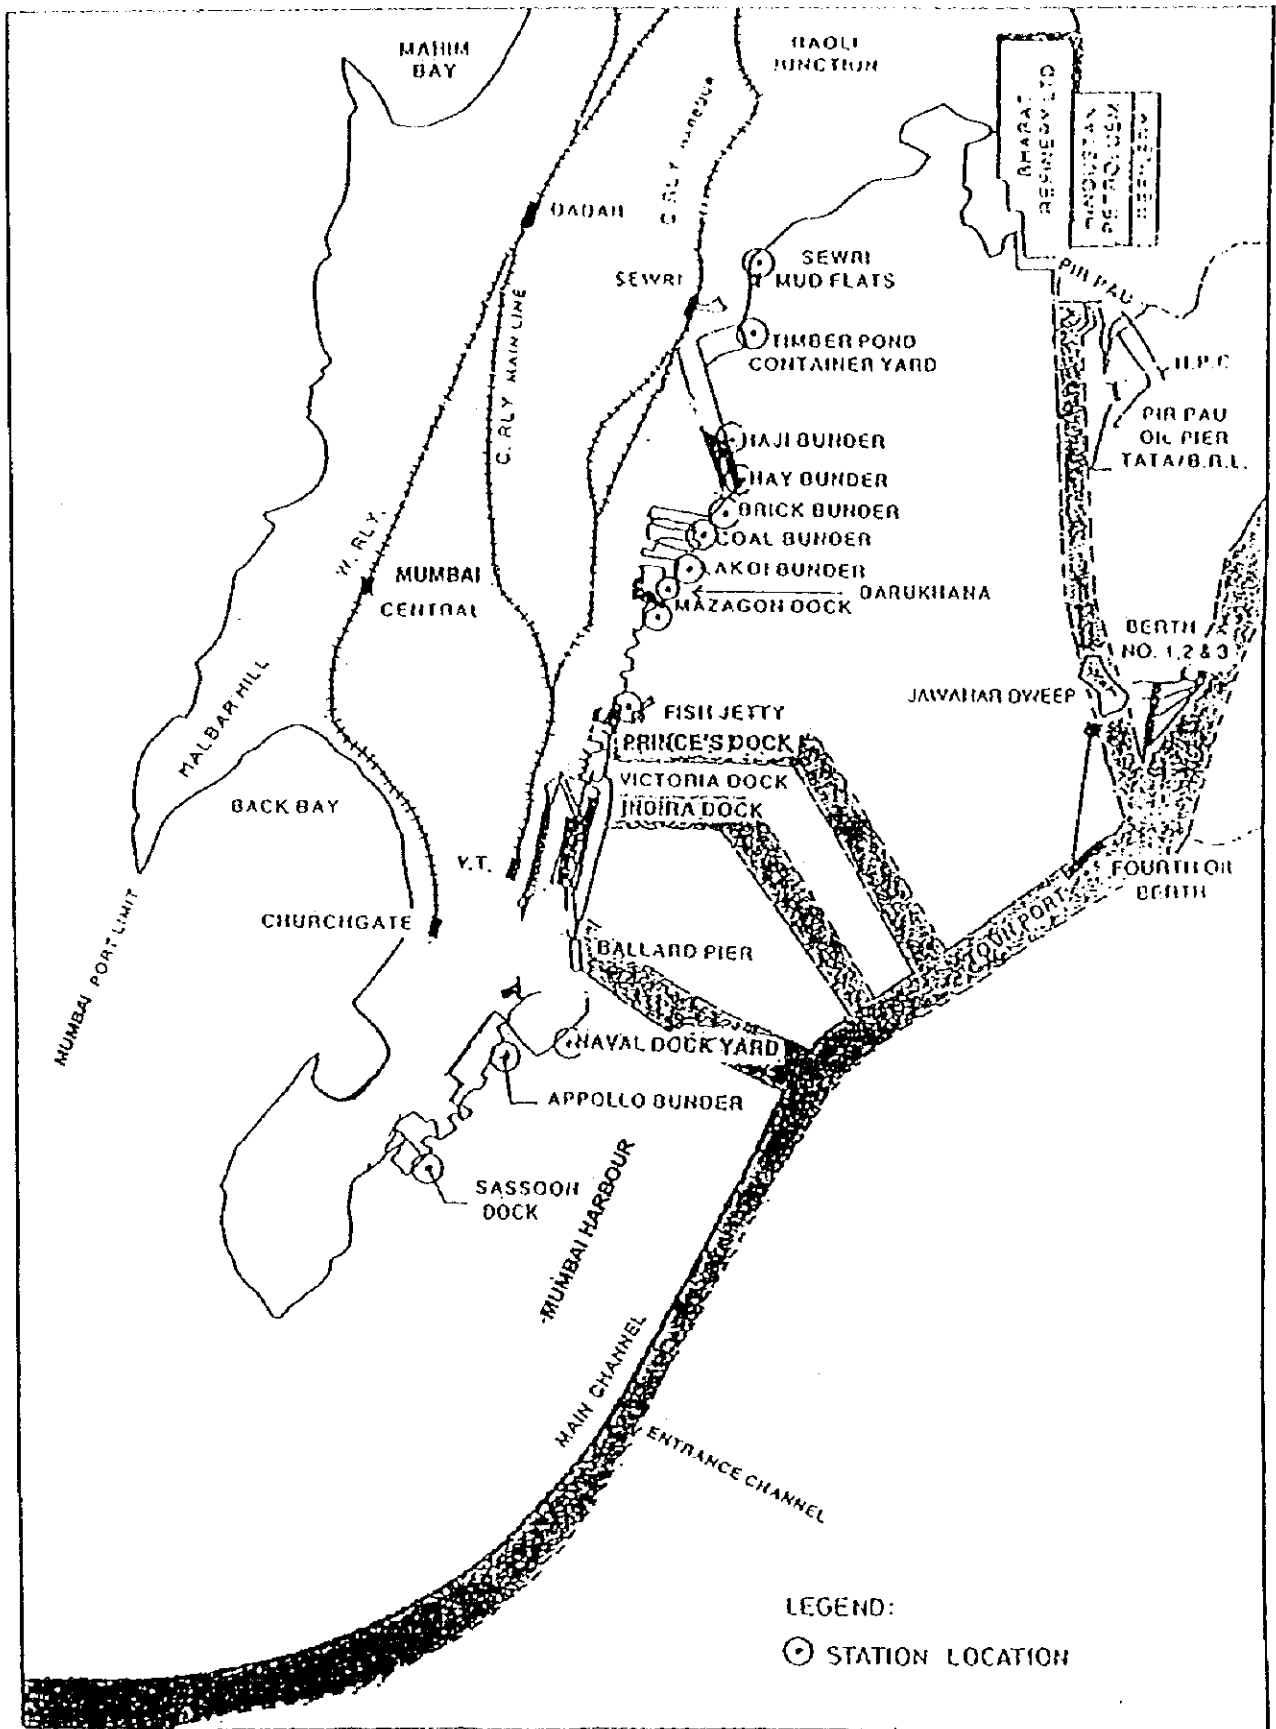 MAHIM
BAY
RAOLI
JUNCTION
BHARAT
REFINERY LTD
HINDUSTAN
PETROLEUM
REFINERY
C. RLY HARBOUR
DADAR
SEWRI
MUD FLATS
SEWRI
PIR PAU
C. RLY MAIN LINE
TIMBER POND
CONTAINER YARD
H.P.C
PIR PAU
OIL PIER
TATA/B.R.L.
HAJI BUNDER
HAY BUNDER
BRICK BUNDER
COAL BUNDER
W. RLY.
LAKDI BUNDER
MUMBAI
CENTRAL
DARUKHANA
MAZAGON DOCK
BERTH
NO. 1,2 & 3
JAWAHAR DWEEP
MALBAR HILL
FISH JETTY
PRINCE'S DOCK
VICTORIA DOCK
INDIRA DOCK
BACK BAY
V.T.
FOURTH OIL
BERTH
CHURCHGATE
MUMBAI PORT LIMIT
BALLARD PIER
NAVAL DOCK YARD
APPOLLO BUNDER
SASSOON
DOCK
MUMBAI HARBOUR
MAIN CHANNEL
ENTRANCE CHANNEL
LEGEND:
STATION LOCATION